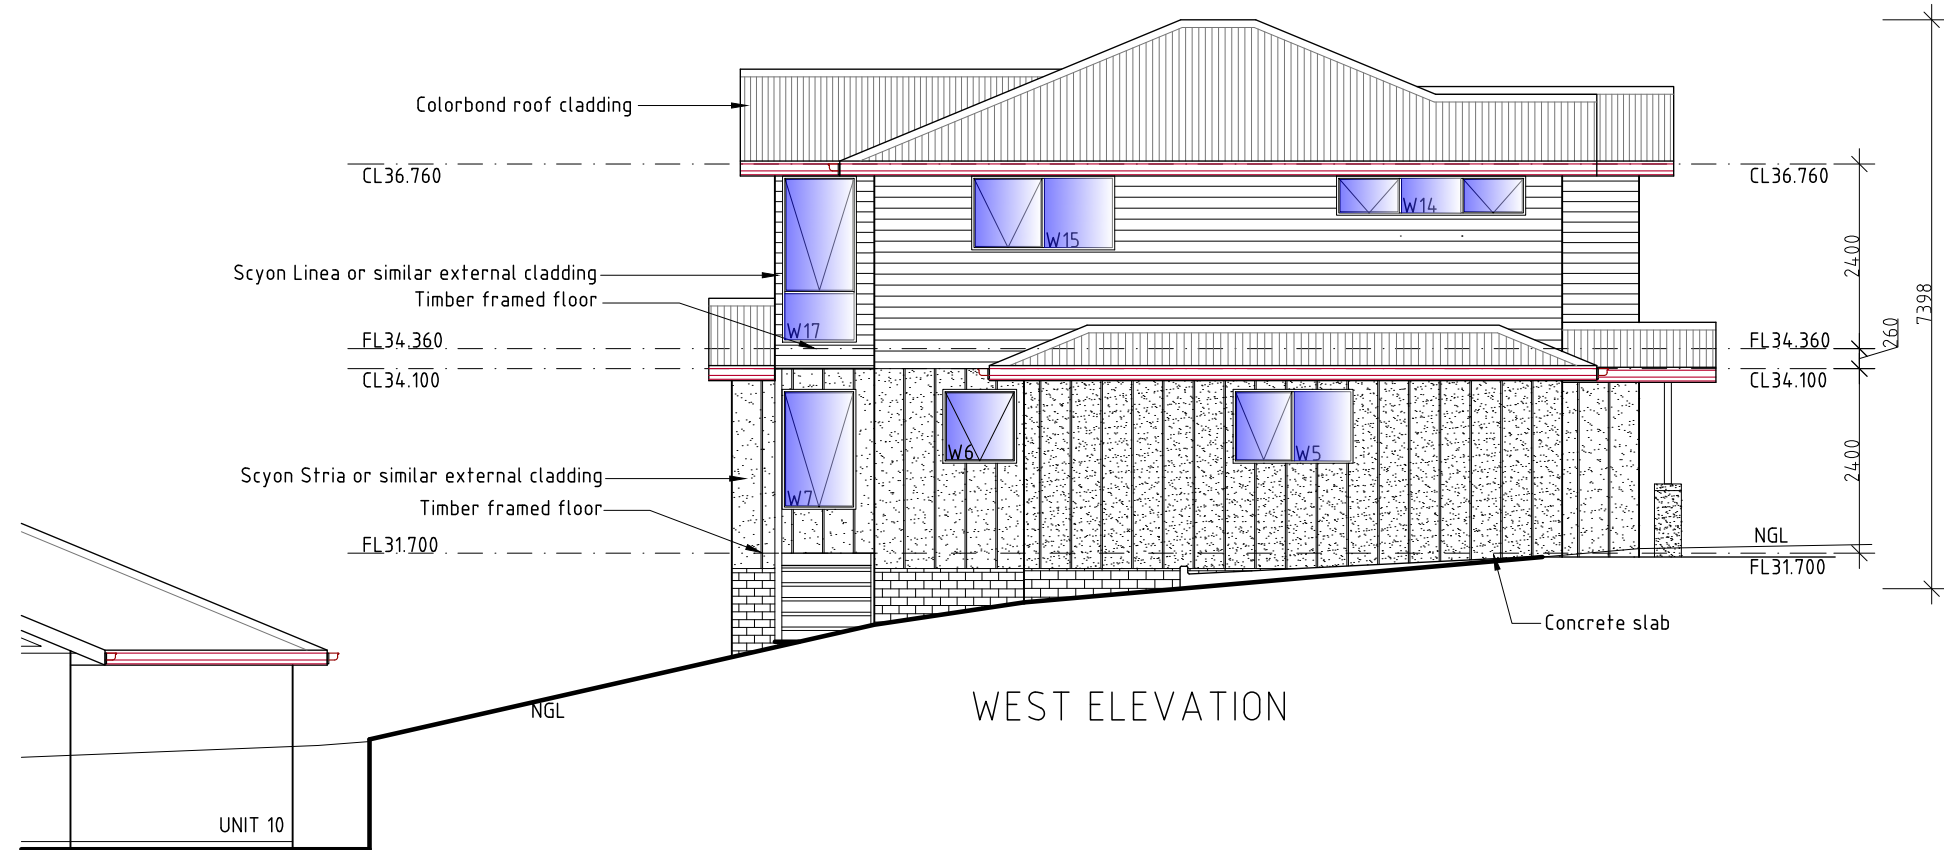 Colorbond roof cladding
CL36.760
CL36.760
W15
W14
2400
Scyon Linea or similar external cladding
Timber framed floor
W17
7398
260
FL34.360
FL34.360
CL34.100
CL34.100
W6
W5
2400
Scyon Stria or similar external cladding
W7
Timber framed floor
FL31.700
NGL
FL31.700
Concrete slab
NGL
WEST ELEVATION
UNIT 10